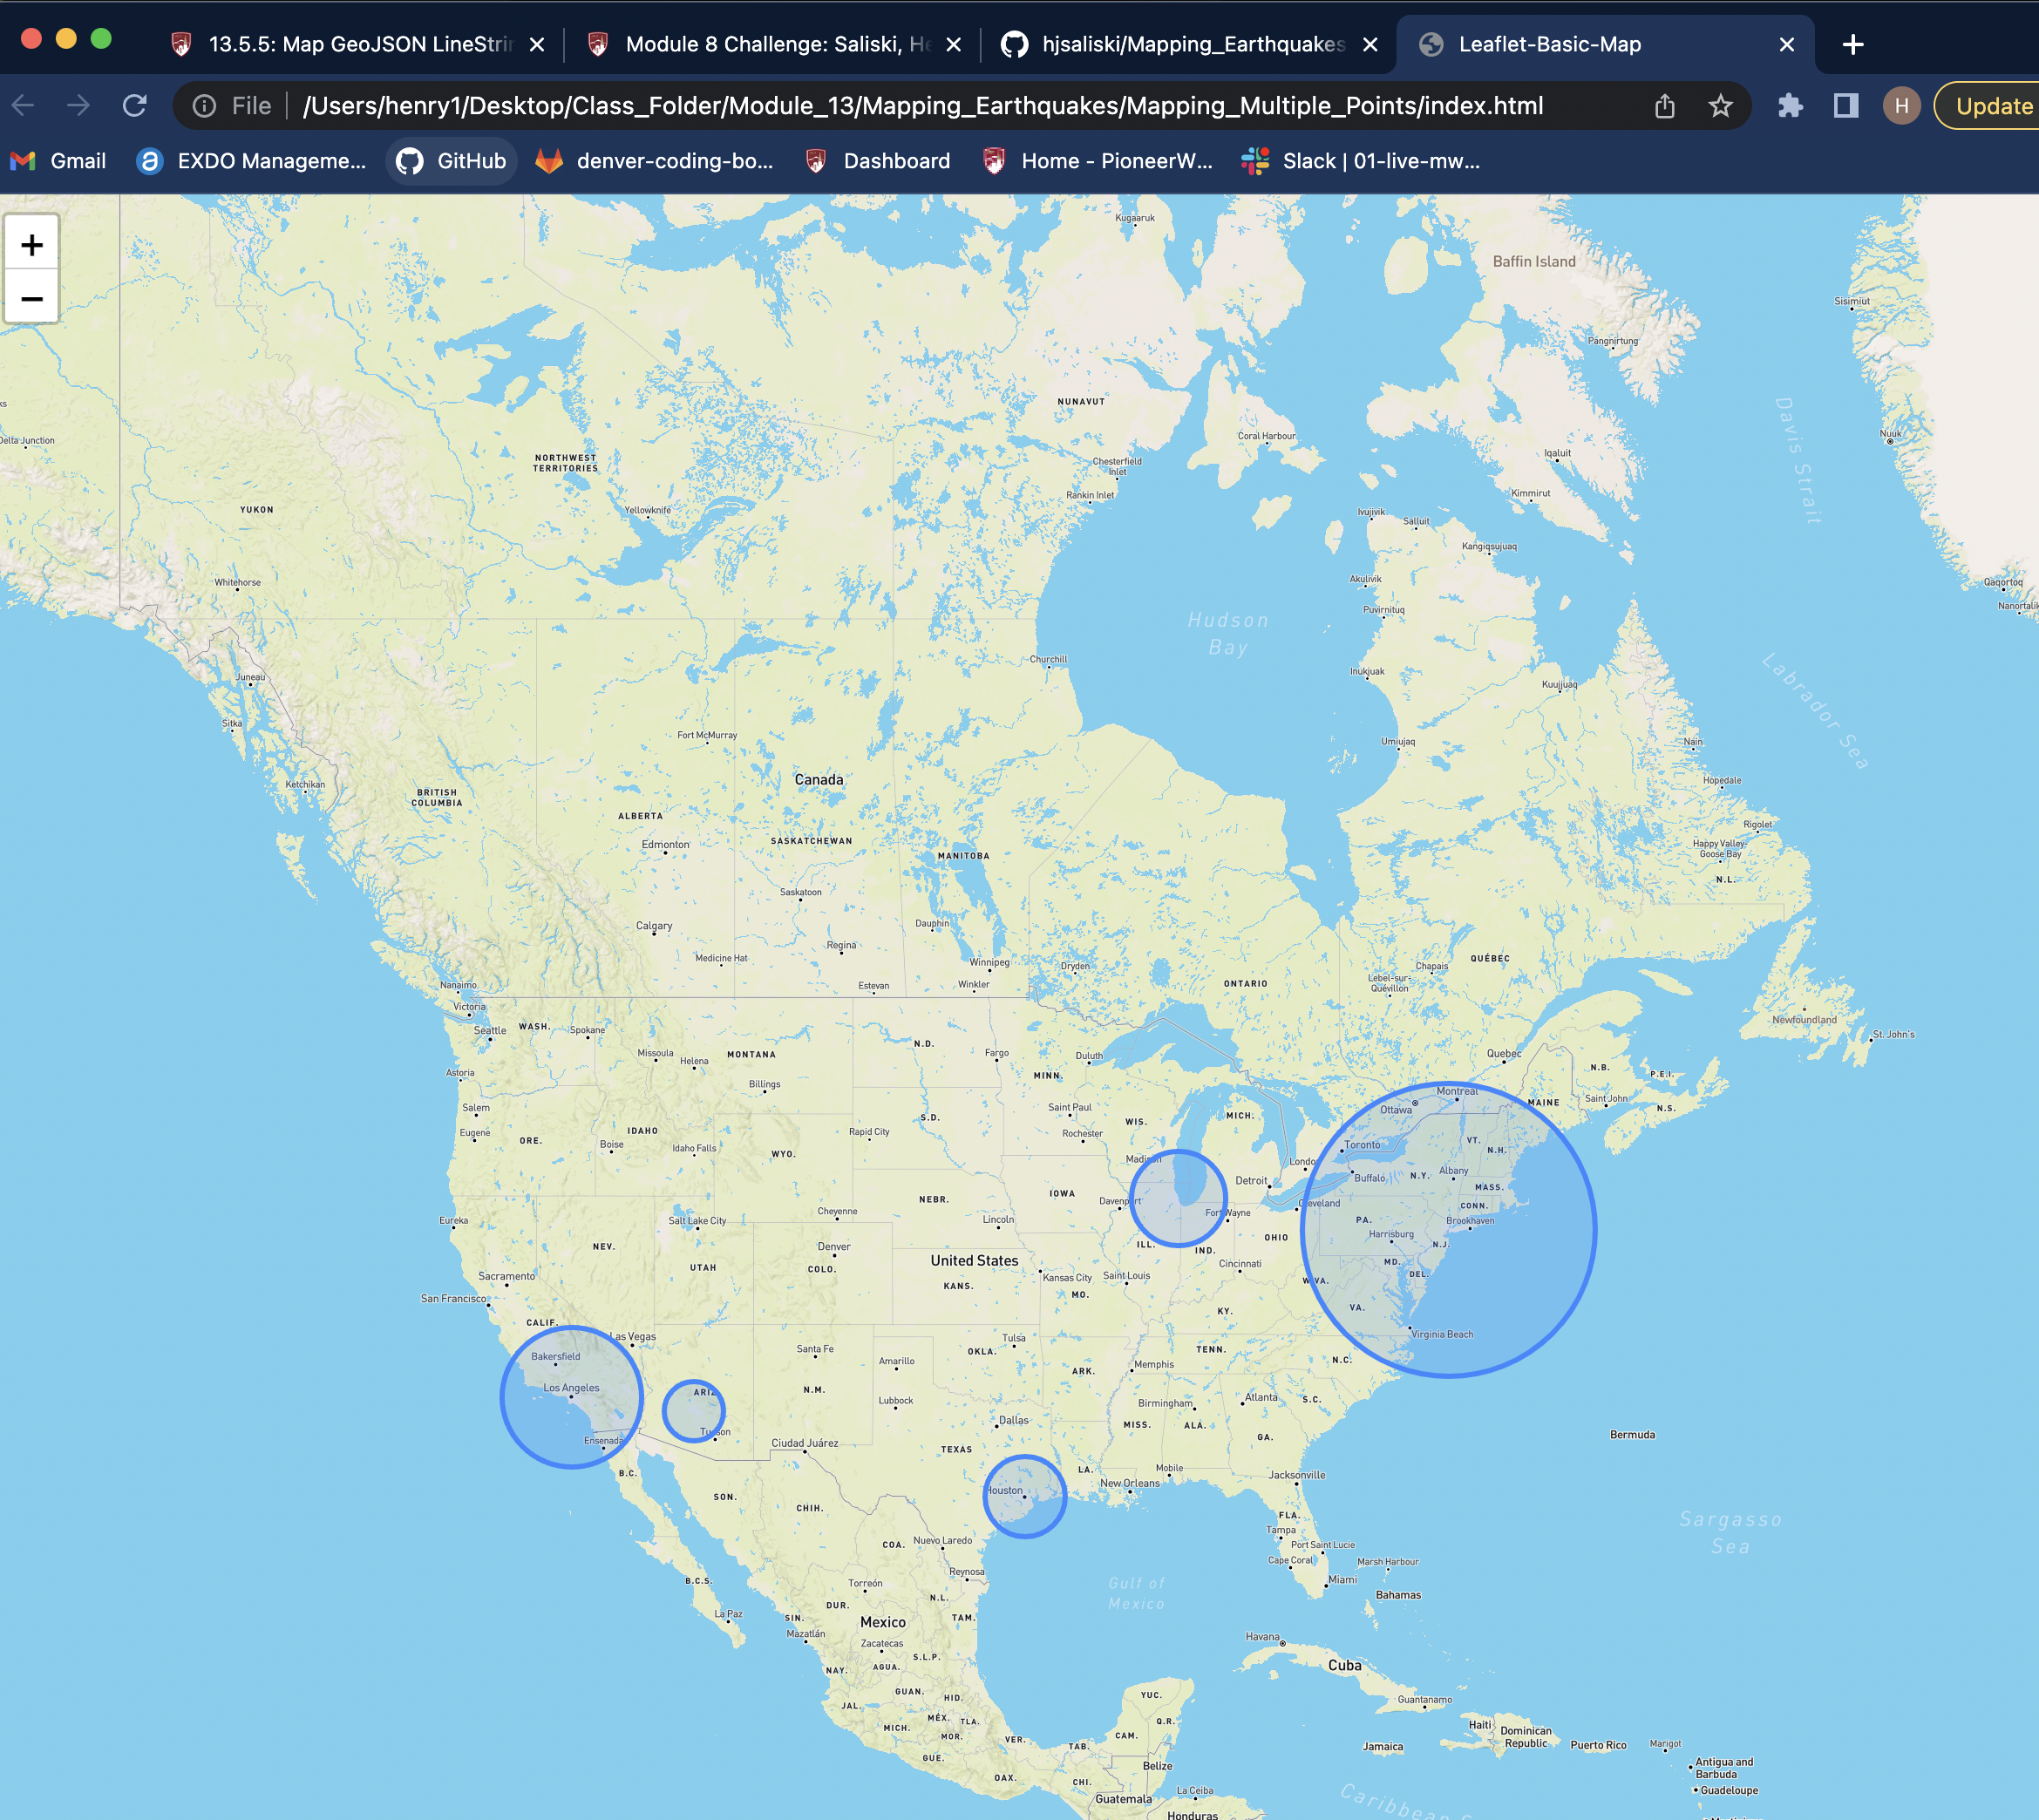 13.5.5: Map GeoJSON LineStrin
Module 8 Challenge: Saliski, He
hjsaliski/Mapping_Earthquakes
Leaflet-Basic-Map
File
/Users/henry1/Desktop/Class_Folder/Module_13/Mapping_Earthquakes/Mapping_Multiple_Points/index.html
H
Update
Gmail
EXDO Manageme...
GitHub
denver-coding-bo...
Dashboard
Home - PioneerW...
Slack | 01-live-mw...
+
−
Kugaaruk
Baffin Island
Sisimiut
Pangnirtung
Davis Strait
NUNAVUT
ks
Delta Junction
Coral Harbour
Nuuk
Iqaluit
Chesterfield
Inlet
NORTHWEST
TERRITORIES
Rankin Inlet
Kimmirut
YUKON
Yellowknife
Ivujivik
Salluit
Kangiqsujuaq
Akulivik
Whitehorse
Qaqortoq
Nanortalik
Puvirnituq
Hudson
Bay
Churchill
Inukjuak
Labrador Sea
Juneau
Kuujjuaq
Sitka
Fort McMurray
Umiujaq
Nain
Canada
Ketchikan
Hopedale
BRITISH
COLUMBIA
ALBERTA
Rigolet
Edmonton
SASKATCHEWAN
MANITOBA
Happy Valley-
Goose Bay
N.L.
Saskatoon
Calgary
Dauphin
Regina
Medicine Hat
Winnipeg
Dryden
Chapais
QUÉBEC
Nanaimo
Estevan
Winkler
ONTARIO
Lebel-sur-
Quévillon
Victoria
Newfoundland
Seattle
WASH.
Spokane
St. John's
N.D.
Missoula
Helena
MONTANA
Fargo
Duluth
Quebec
Astoria
Billings
MINN.
N.B.
P.E.I.
Salem
Saint Paul
Montreal
Ottawa
MAINE
Saint John
N.S.
S.D.
WIS.
MICH.
Eugene
ORE.
IDAHO
Boise
Idaho Falls
Rapid City
Rochester
Toronto
VT.
N.H.
WYO.
Madison
London
Detroit
Buffalo
N.Y.
Albany
MASS.
IOWA
NEBR.
Davenport
Cleveland
CONN.
Eureka
Salt Lake City
Cheyenne
Lincoln
Fort Wayne
PA.
Brookhaven
Harrisburg
N.J.
NEV.
Denver
ILL.
IND.
OHIO
United States
UTAH
COLO.
MD.
DEL.
Sacramento
KANS.
Kansas City
Saint Louis
Cincinnati
W.VA.
San Francisco
MO.
KY.
VA.
CALIF.
Las Vegas
Virginia Beach
Tulsa
Santa Fe
Bakersfield
OKLA.
TENN.
N.C.
Amarillo
Memphis
ARK.
Los Angeles
ARIZ.
N.M.
Lubbock
Birmingham
Atlanta
S.C.
Dallas
MISS.
ALA.
GA.
Tucson
Ensenada
Ciudad Juárez
TEXAS
Bermuda
B.C.
LA.
Mobile
Jacksonville
New Orleans
Houston
SON.
CHIH.
FLA.
Sargasso
Sea
Tampa
COA.
Nuevo Laredo
Port Saint Lucie
Cape Coral
Marsh Harbour
B.C.S.
Reynosa
Torreón
Gulf of
Mexico
Miami
Bahamas
N.L.
DUR.
La Paz
SIN.
Mexico
TAM.
Mazatlán
Zacatecas
Havana
S.L.P.
NAY.
AGUA.
Cuba
GUAN.
HID.
YUC.
Guantanamo
JAL.
MÉX.
TLA.
Q.R.
MICH.
MOR.
Haiti
Dominican
Republic
VER.
CAM.
TAB.
Jamaica
Puerto Rico
Marigot
GUE.
Belize
Antigua and
Barbuda
OAX.
CHI.
Guadeloupe
La Ceiba
Guatemala
Honduras
Caribbean S